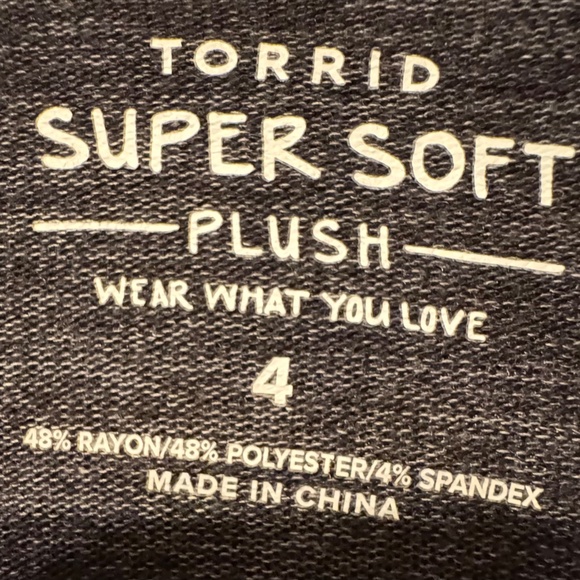 TORRID
SUPER SOFT
PLUSH
WEAR WHAT YOU LOVE
4
48% RAYON/48% POLYESTER/4% SPANDEX
MADE IN CHINA